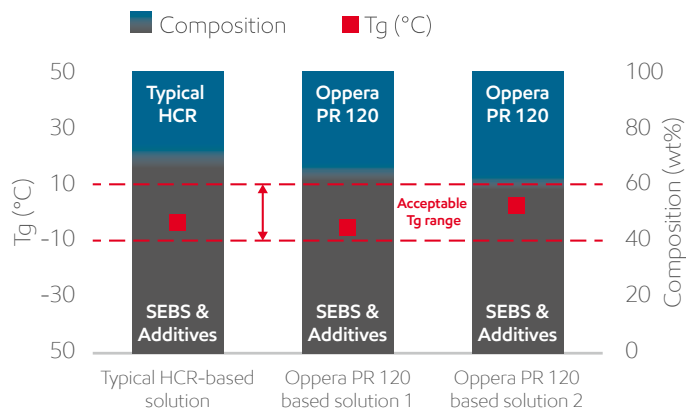 Composition Tg (°C)
50 100
30 80
10 60
-10 40
-30 20
50 0
Tg (°C)
Composition (wt%)
Typical
HCR
Oppera
PR 120
Oppera
PR 120
Acceptable
Tg range
SEBS &
Additives
SEBS &
Additives
SEBS &
Additives
Typical HCR-based
solution
Oppera PR 120
based solution 1
Oppera PR 120
based solution 2